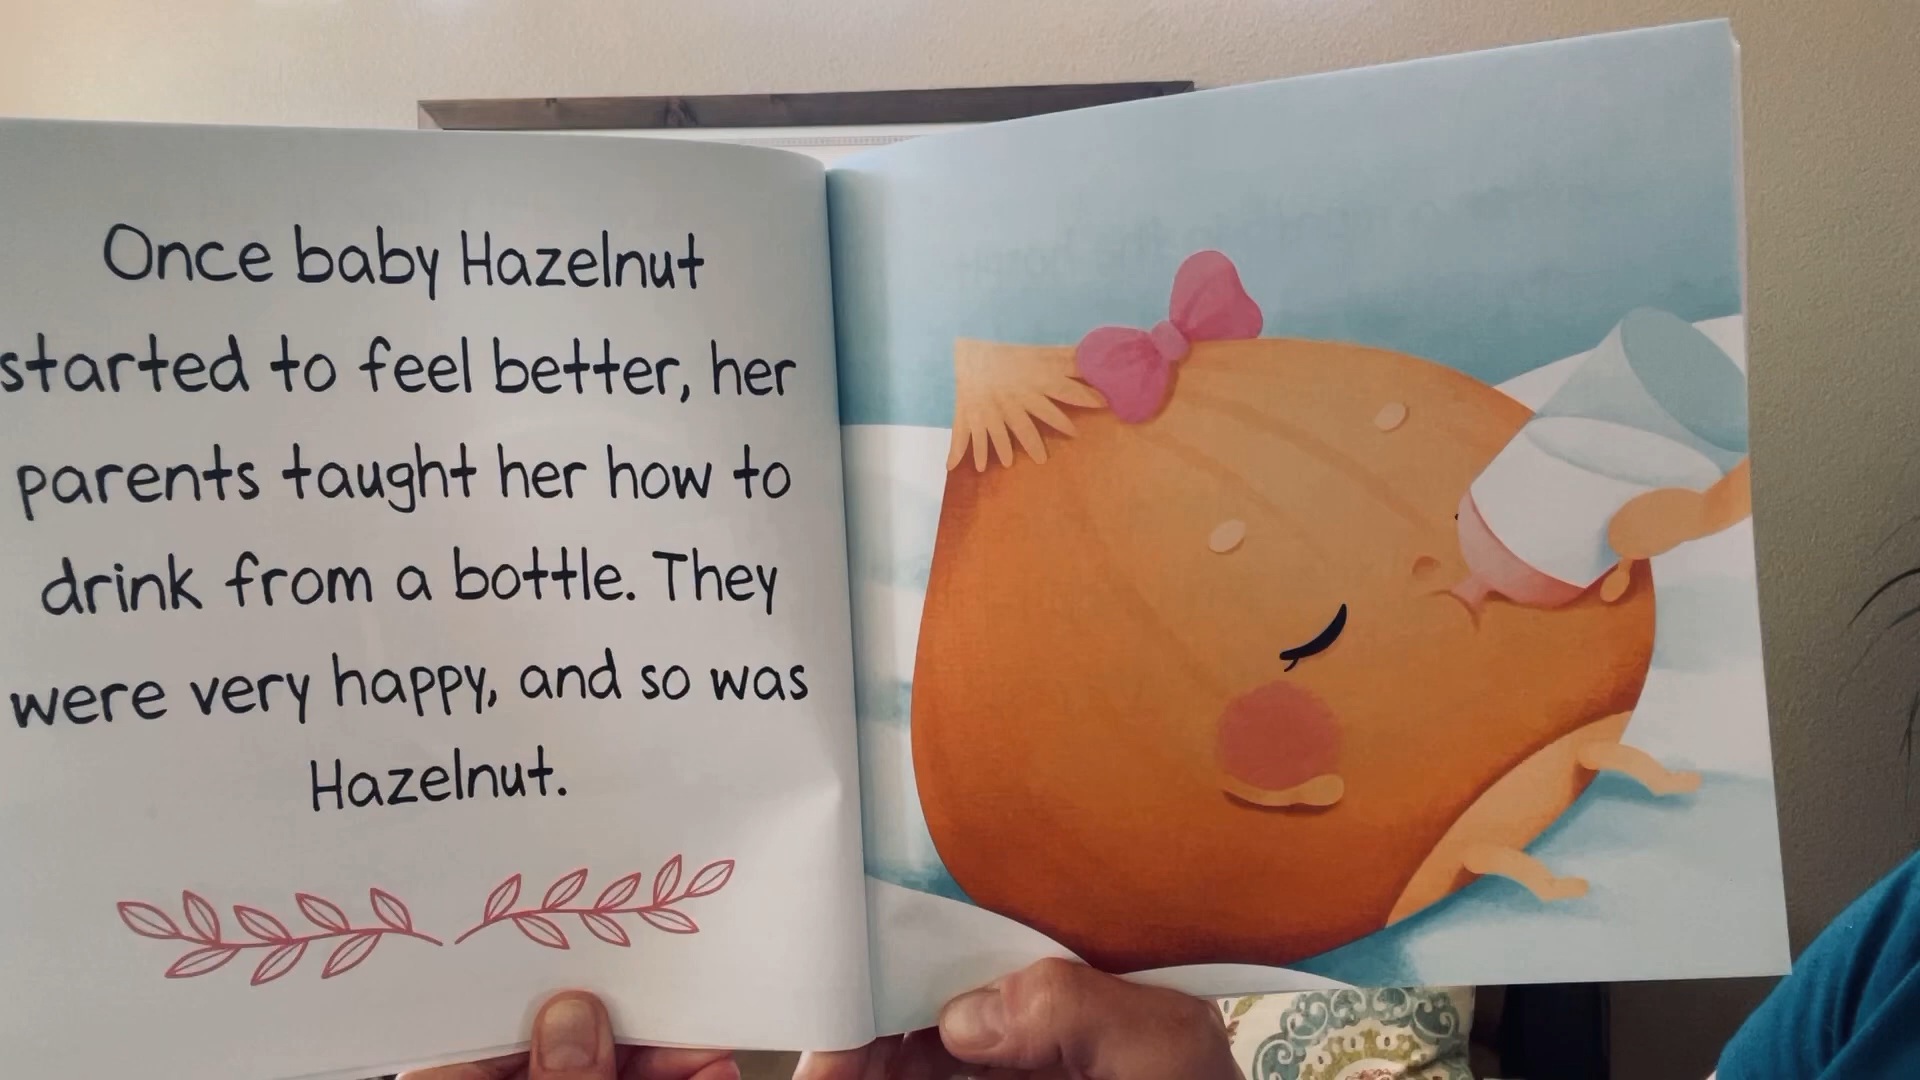 Once baby Hazelnut
started to feel better, her
parents taught her how to
drink from a bottle. They
were very happy, and so was
Hazelnut.